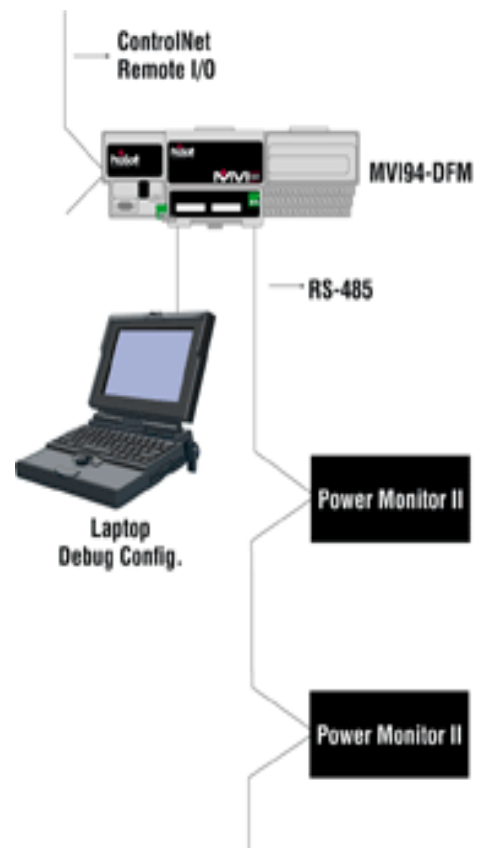 ControlNet
Remote I/O
MVI94-DFM
RS-485
Power Monitor II
Laptop
Debug Config.
Power Monitor II